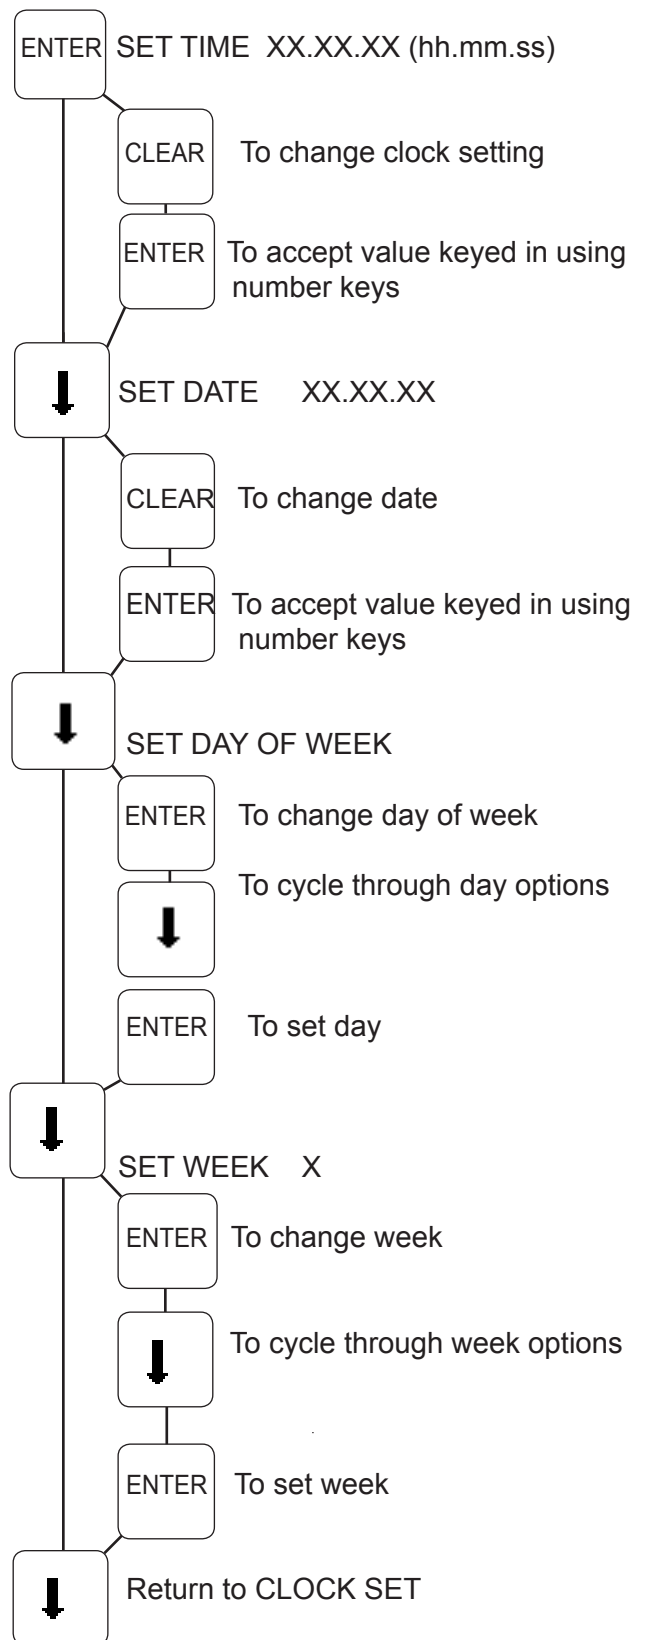 ENTER SET TIME XX.XX.XX (hh.mm.ss)
CLEAR To change clock setting
ENTER To accept value keyed in using
number keys
SET DATE XX.XX.XX
CLEAR To change date
ENTER To accept value keyed in using
number keys
SET DAY OF WEEK
ENTER To change day of week
To cycle through day options
ENTER To set day
SET WEEK X
ENTER To change week
To cycle through week options
ENTER To set week
Return to CLOCK SET